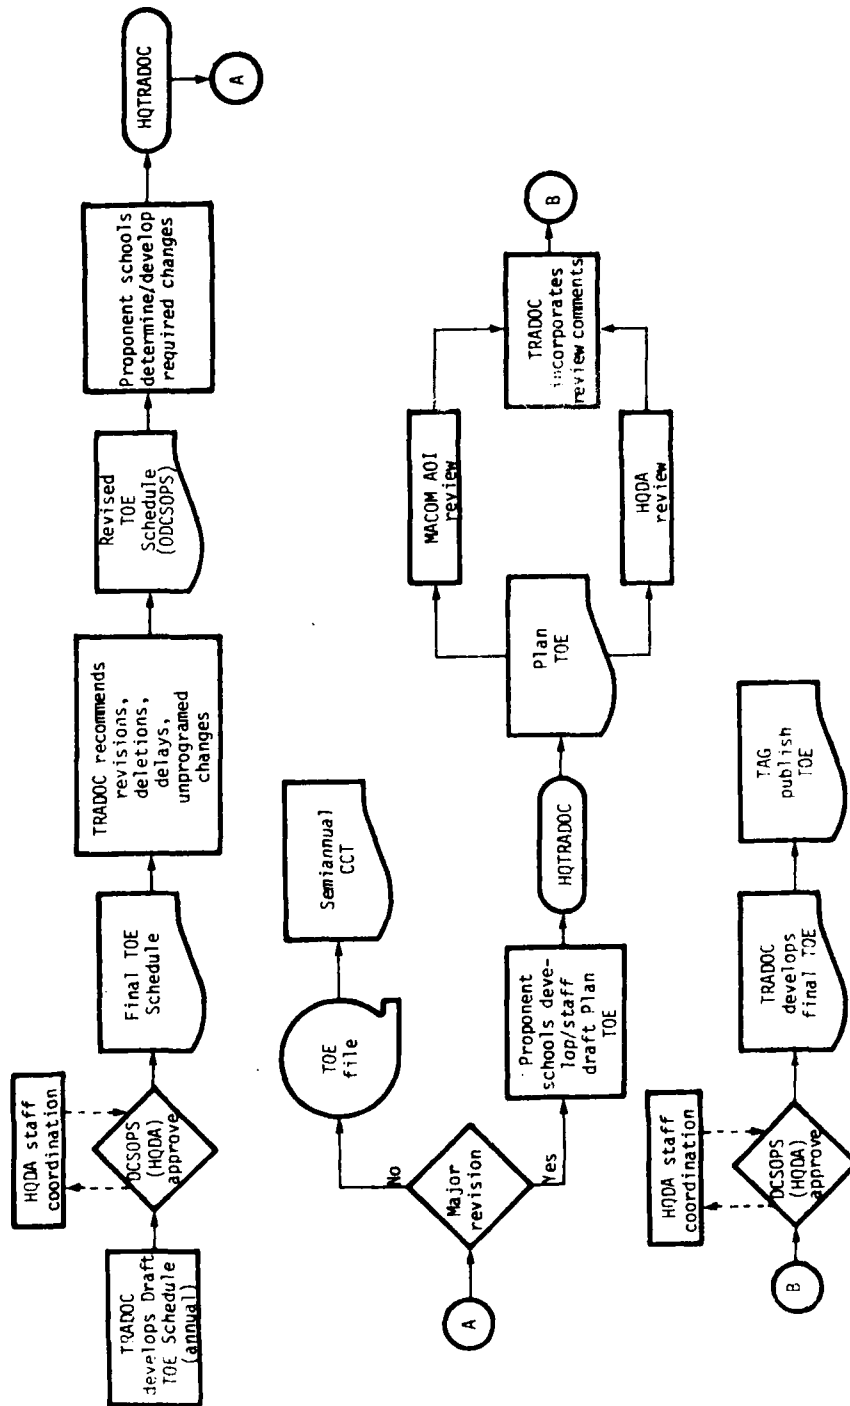 TRADOC
develops Draft
TOE Schedule
(annual)
HQDA staff
coordination
DCSOPS
(HQDA)
approve
Final TOE
Schedule
TRADOC recommends
revisions,
deletions,
delays,
unprogramed
changes
Revised
TOE
Schedule
(ODCSOPS)
Proponent schools
determine/develop
required changes
HQTRADOC
A
A
Major
revision
No
Yes
TOE
file
Semiannual
CCT
Proponent
schools deve-
lop/staff
draft Plan
TOE
HQTRADOC
Plan
TOE
MACOM AOI
review
HQDA
review
TRADOC
incorporates
review comments
B
B
HQDA staff
coordination
DCSOPS
(HQDA)
approve
TRADOC
develops
final TOE
TAG
publish
TOE